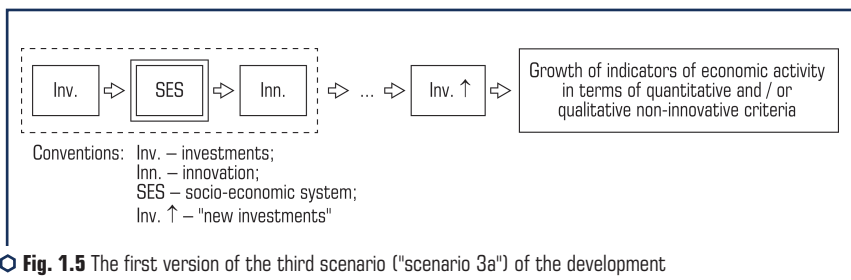 Inv.
SES
Inn.
...
Inv. ↑
Growth of indicators of economic activity
in terms of quantitative and / or
qualitative non-innovative criteria
Conventions: Inv. – investments;
Inn. – innovation;
SES – socio-economic system;
Inv. ↑ – "new investments"
Fig. 1.5 The first version of the third scenario ("scenario 3a") of the development